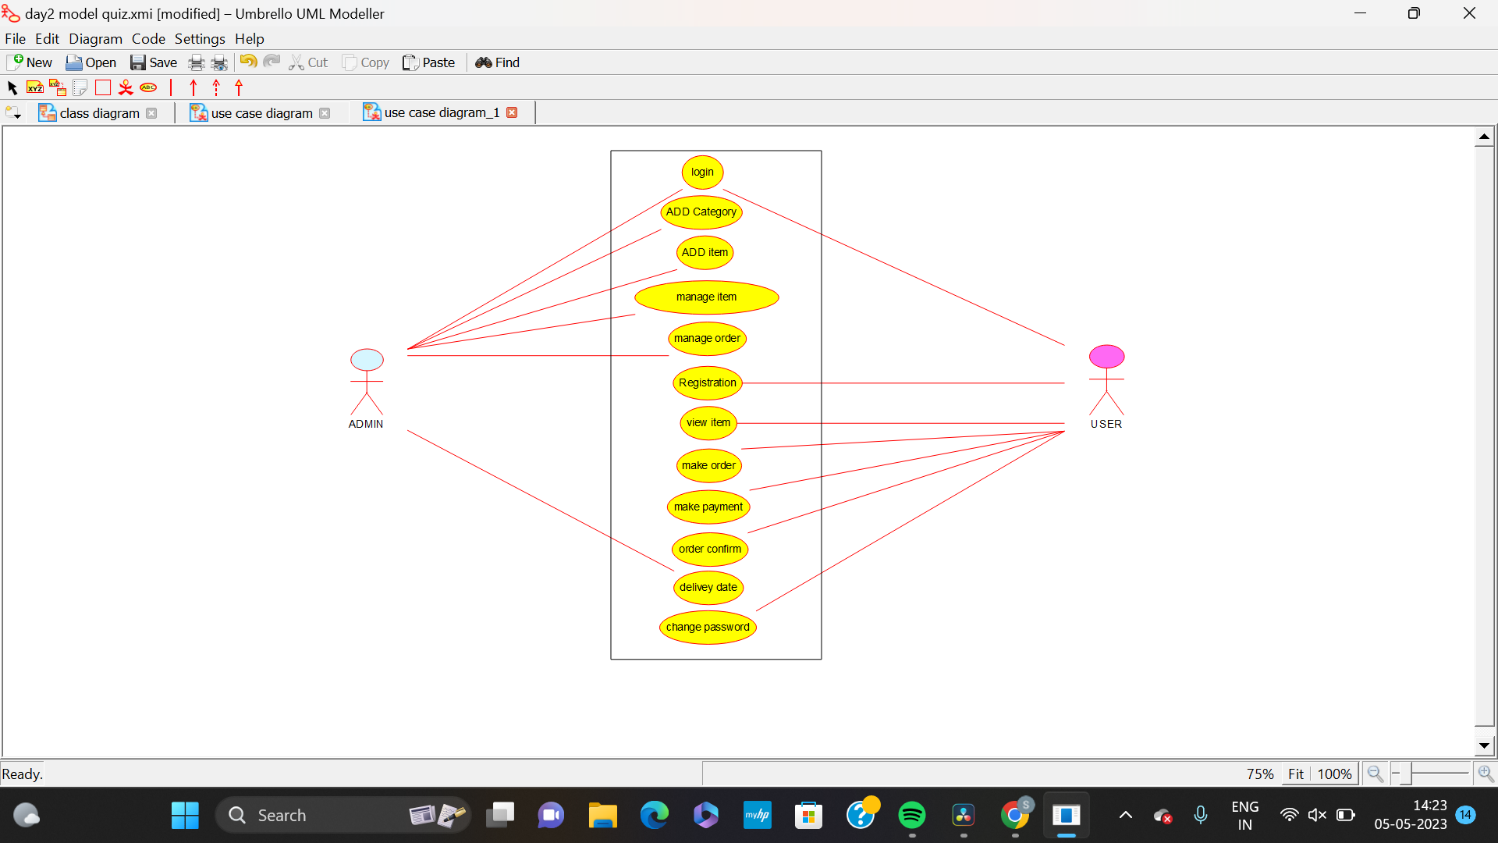 day2 model quiz.xmi [modified] – Umbrello UML Modeller
File Edit Diagram Code Settings Help
New Open Save Cut Copy Paste Find
XYZ ABC
class diagram use case diagram use case diagram_1
login
ADD Category
ADD item
manage item
manage order
Registration
ADMIN view item USER
make order
make payment
order confirm
delivey date
change password
Ready. 75% Fit 100%
Search myhp S ENG 14:23
IN 05-05-2023 14